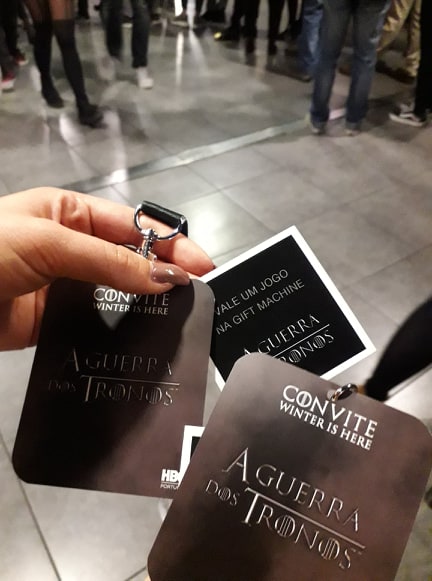 CONVITE
WINTER IS HERE
A GUERRA
DOS TRONOS
HBO
PORTUGAL
VALE UM JOGO
NA GIFT MACHINE
A GUERRA
DOS TRONOS
CONVITE
WINTER IS HERE
A GUERRA
DOS TRONOS